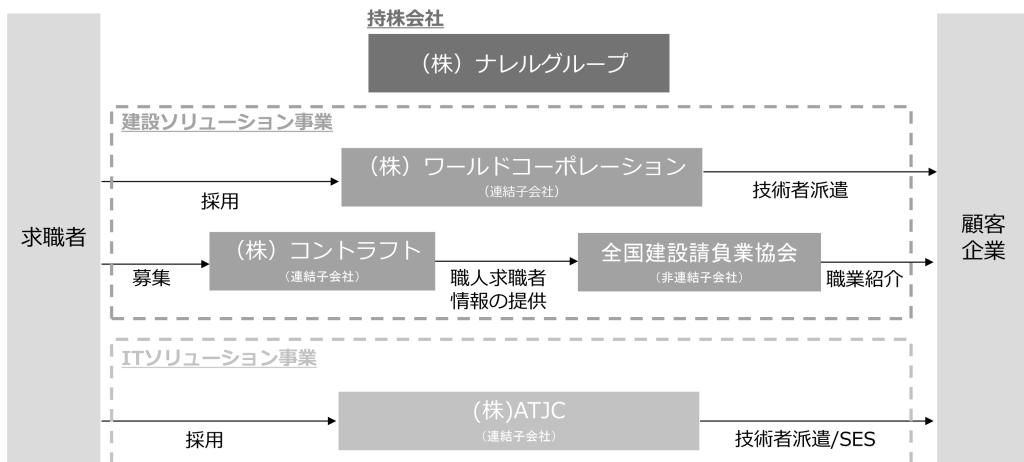 持株会社
（株）ナレルグループ
建設ソリューション事業
（株）ワールドコーポレーション
（連結子会社）
採用
技術者派遣
求職者
顧客
企業
（株）コントラフト
（連結子会社）
全国建設請負業協会
（非連結子会社）
募集
職人求職者
情報の提供
職業紹介
ITソリューション事業
(株)ATJC
（連結子会社）
採用
技術者派遣/SES